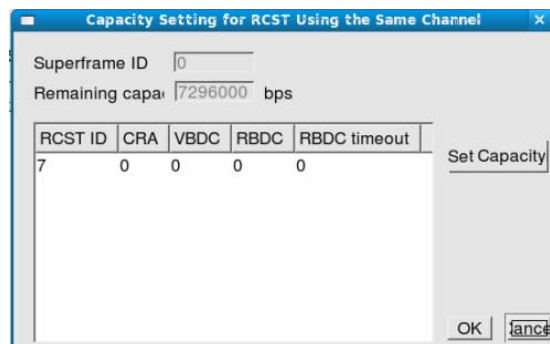 Capacity Setting for RCST Using the Same Channel
Superframe ID 0
Remaining capa 7296000 bps
RCST ID CRA VBDC RBDC RBDC timeout
7 0 0 0 0
Set Capacity
OK